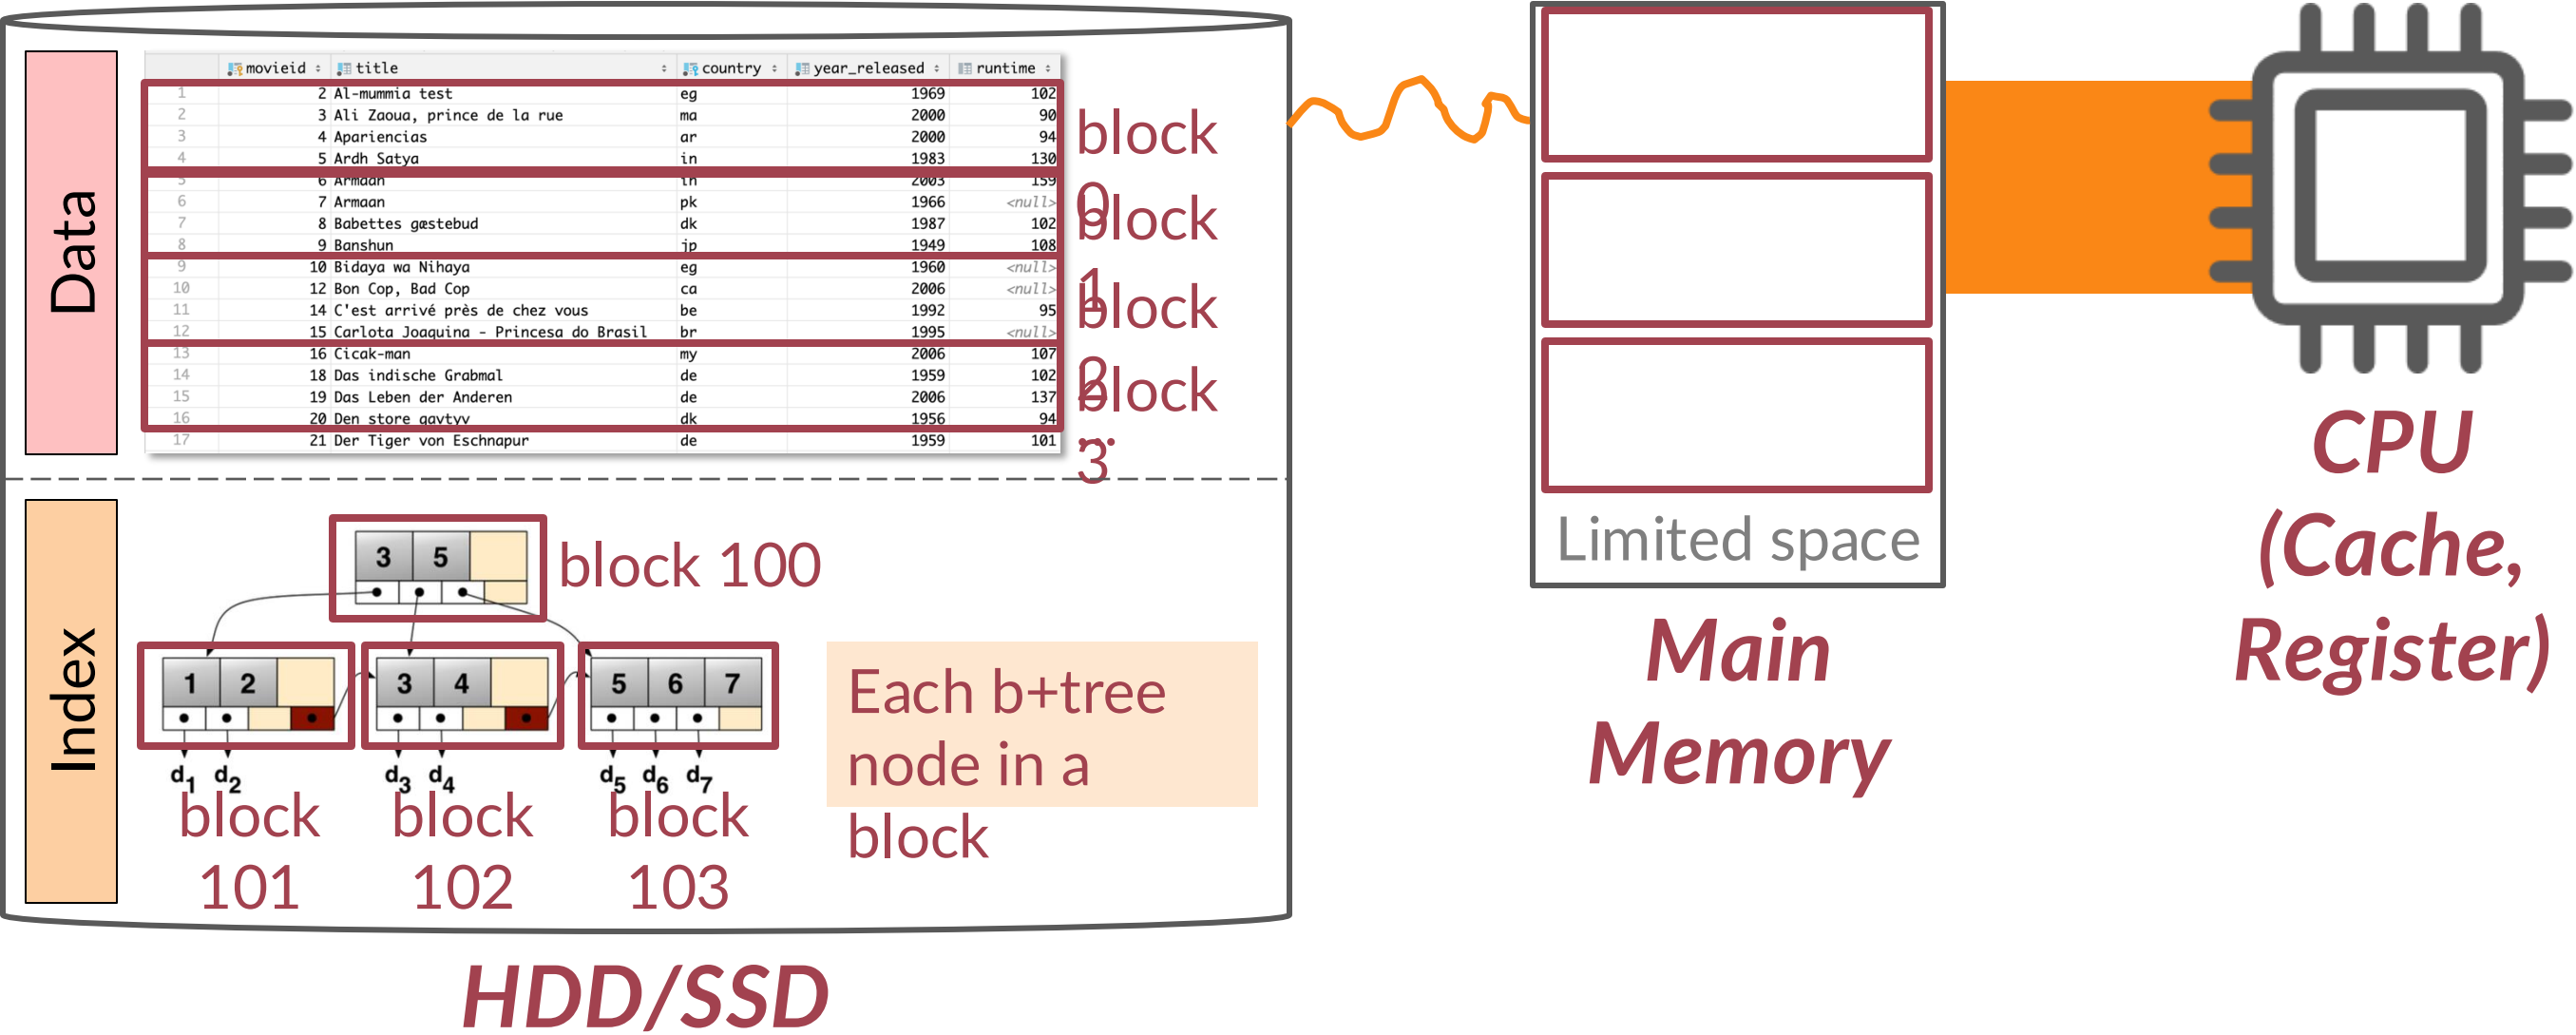 Data
movieid title country year_released runtime
1 2 Al-mummia test eg 1969 102
2 3 Ali Zaoua, prince de la rue ma 2000 90
3 4 Apariencias ar 2000 94
4 5 Ardh Satya in 1983 130
5 6 Armaan in 2003 159
6 7 Armaan pk 1966 <null>
7 8 Babettes gæstebud dk 1987 102
8 9 Banshun jp 1949 108
9 10 Bidaya wa Nihaya eg 1960 <null>
10 12 Bon Cop, Bad Cop ca 2006 <null>
11 14 C'est arrivé près de chez vous be 1992 95
12 15 Carlota Joaquina - Princesa do Brasil br 1995 <null>
13 16 Cicak-man my 2006 107
14 18 Das indische Grabmal de 1959 102
15 19 Das Leben der Anderen de 2006 137
16 20 Den store gavtyv dk 1956 94
17 21 Der Tiger von Eschnapur de 1959 101
block
0
block
1
block
2
block
3
...
Index
3 5
block 100
1 2
3 4
5 6 7
d1 d2
d3 d4
d5 d6 d7
block
101
block
102
block
103
Each b+tree
node in a
block
HDD/SSD
Limited space
Main
Memory
CPU
(Cache,
Register)